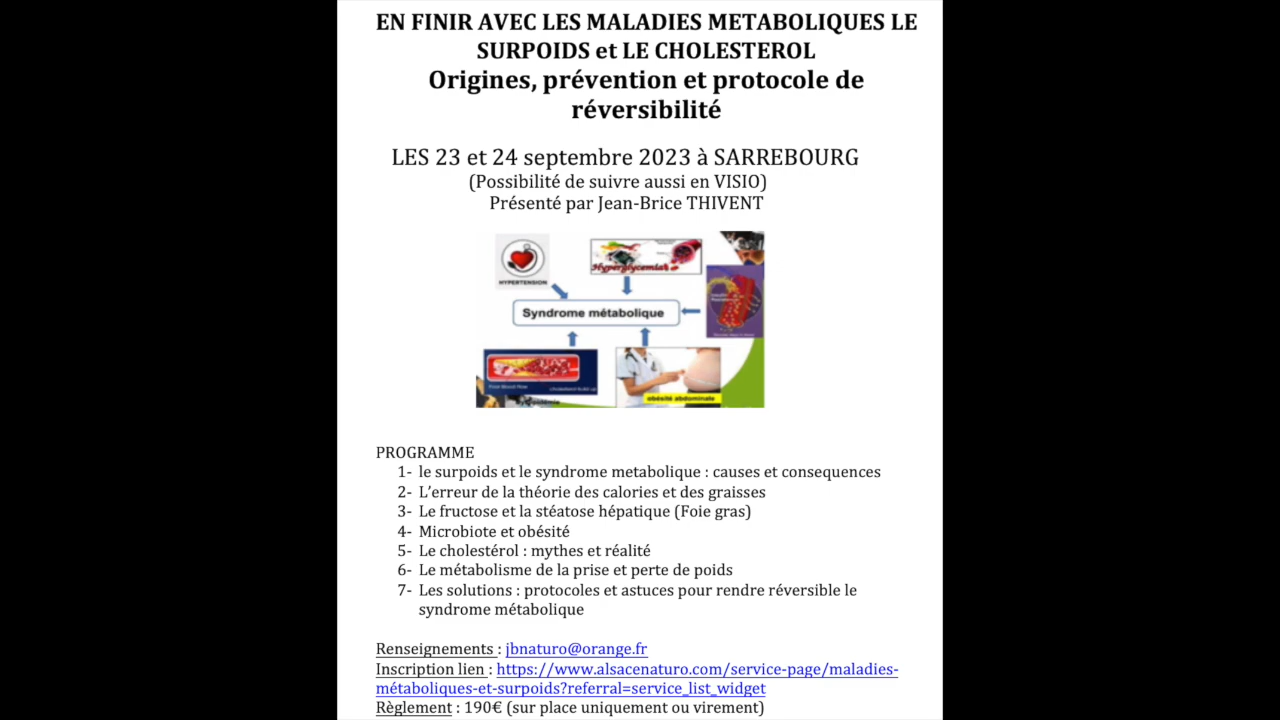 EN FINIR AVEC LES MALADIES METABOLIQUES LE
SURPOIDS et LE CHOLESTEROL
Origines, prévention et protocole de
réversibilité
LES 23 et 24 septembre 2023 à SARREBOURG
(Possibilité de suivre aussi en VISIO)
Présenté par Jean-Brice THIVENT
HYPERTENSION
Syndrome métabolique
obésité abdominale
PROGRAMME
1- le surpoids et le syndrome metabolique : causes et consequences
2- L’erreur de la théorie des calories et des graisses
3- Le fructose et la stéatose hépatique (Foie gras)
4- Microbiote et obésité
5- Le cholestérol : mythes et réalité
6- Le métabolisme de la prise et perte de poids
7- Les solutions : protocoles et astuces pour rendre réversible le
syndrome métabolique
Renseignements : jbnaturo@orange.fr
Inscription lien : https://www.alsacenaturo.com/service-page/maladies-
métaboliques-et-surpoids?referral=service_list_widget
Règlement : 190€ (sur place uniquement ou virement)